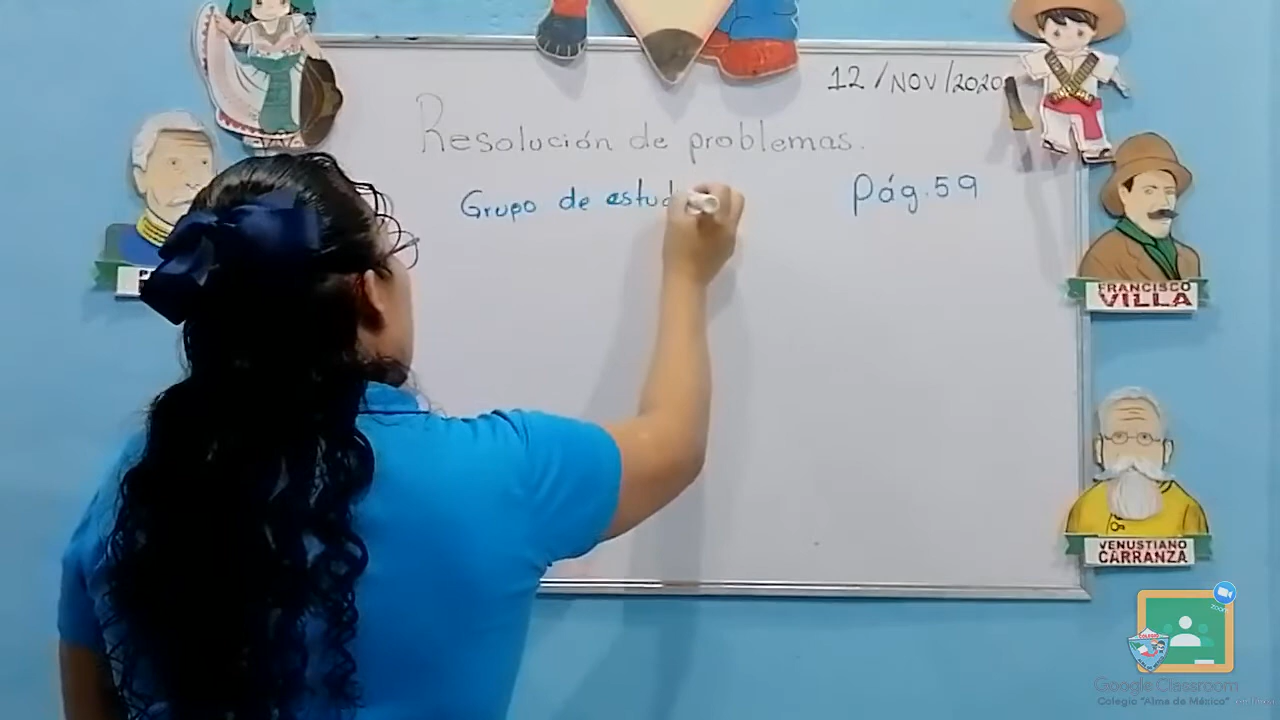 12/NOV/2020
Resolución de problemas.
Grupo de estud
Pág.59
FRANCISCO
VILLA
VENUSTIANO
CARRANZA
zoom
Google Classroom
Colegio "Alma de México"